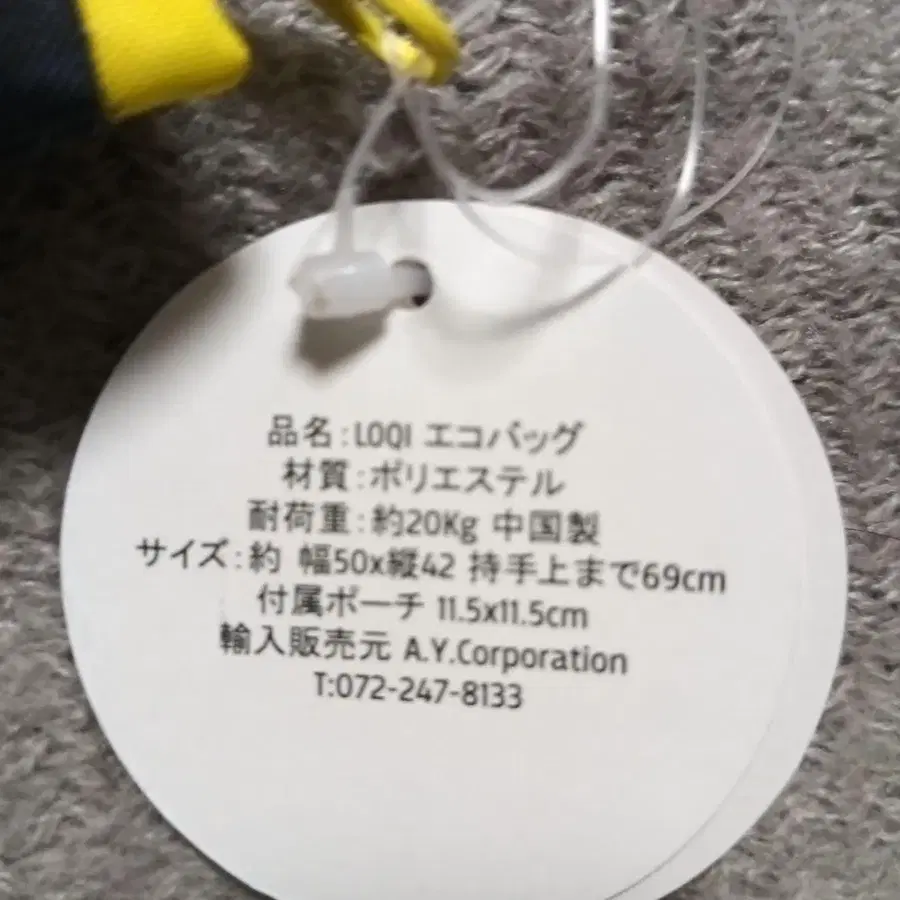 品名:LOQI エコバッグ
材質:ポリエステル
耐荷重:約20Kg 中国製
サイズ:約 幅50x縦42 持手上まで69cm
付属ポーチ 11.5x11.5cm
輸入販売元 A.Y.Corporation
T:072-247-8133